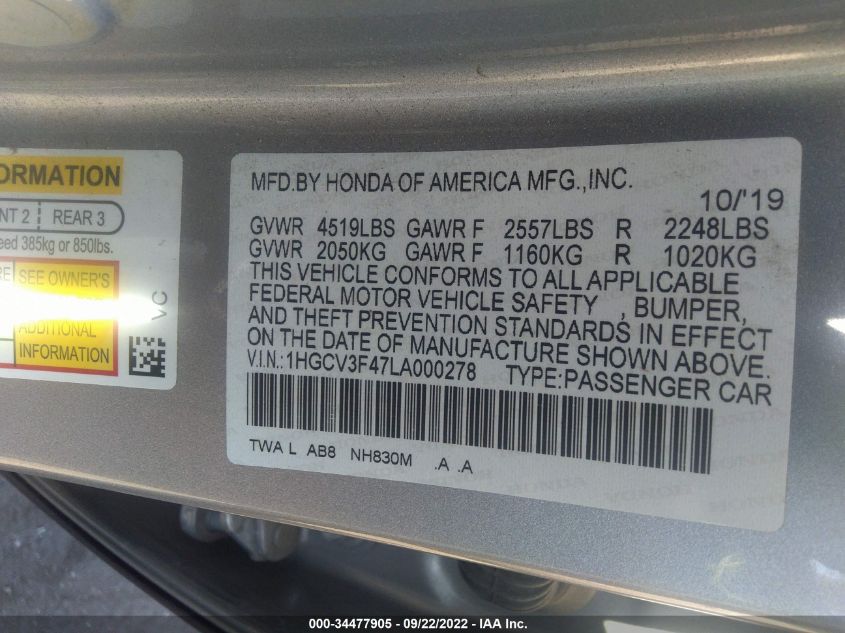 ORMATION
NT 2 | REAR 3
eed 385kg or 850lbs.
RE SEE OWNER'S
ADDITIONAL
INFORMATION
VC
MFD.BY HONDA OF AMERICA MFG.,INC.
10/'19
GVWR 4519LBS GAWR F 2557LBS R 2248LBS
GVWR 2050KG GAWR F 1160KG R 1020KG
THIS VEHICLE CONFORMS TO ALL APPLICABLE
FEDERAL MOTOR VEHICLE SAFETY , BUMPER,
AND THEFT PREVENTION STANDARDS IN EFFECT
ON THE DATE OF MANUFACTURE SHOWN ABOVE.
V.I.N.:1HGCV3F47LA000278 TYPE:PASSENGER CAR
TWA L AB8 NH830M .A .A
000-34477905 - 09/22/2022 - IAA Inc.